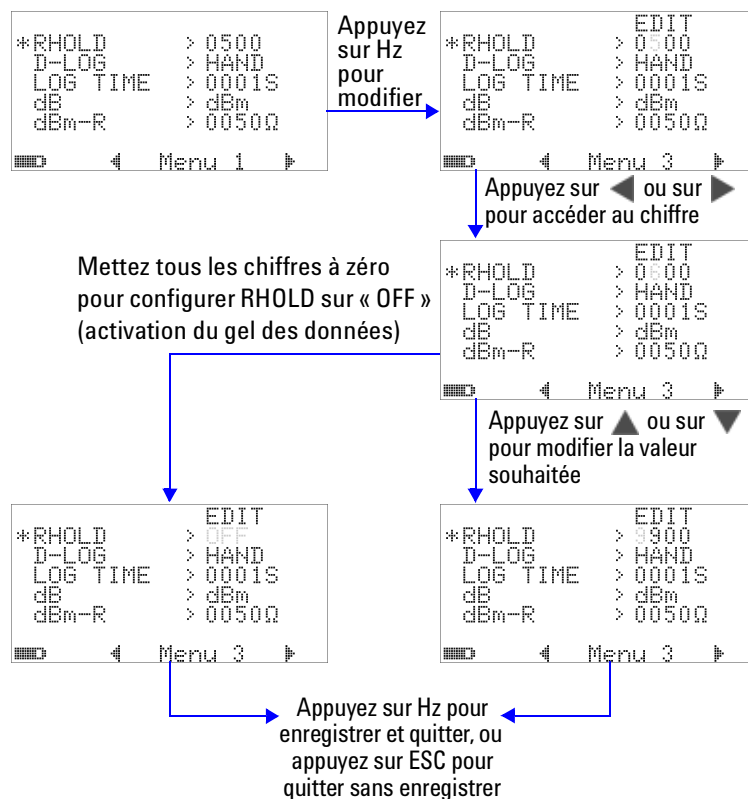 *RHOLD > 0500
D-LOG > HAND
LOG TIME > 0001S
dB > dBm
dBm-R > 0050Ω
Menu 1
Appuyez
sur Hz
pour
modifier
EDIT
*RHOLD > 0500
D-LOG > HAND
LOG TIME > 0001S
dB > dBm
dBm-R > 0050Ω
Menu 3
Appuyez sur ◀ ou sur ▶
pour accéder au chiffre
Mettez tous les chiffres à zéro
pour configurer RHOLD sur « OFF »
(activation du gel des données)
EDIT
*RHOLD > 0600
D-LOG > HAND
LOG TIME > 0001S
dB > dBm
dBm-R > 0050Ω
Menu 3
Appuyez sur ▲ ou sur ▼
pour modifier la valeur
souhaitée
EDIT
*RHOLD > OFF
D-LOG > HAND
LOG TIME > 0001S
dB > dBm
dBm-R > 0050Ω
Menu 3
EDIT
*RHOLD > 9900
D-LOG > HAND
LOG TIME > 0001S
dB > dBm
dBm-R > 0050Ω
Menu 3
Appuyez sur Hz pour
enregistrer et quitter, ou
appuyez sur ESC pour
quitter sans enregistrer